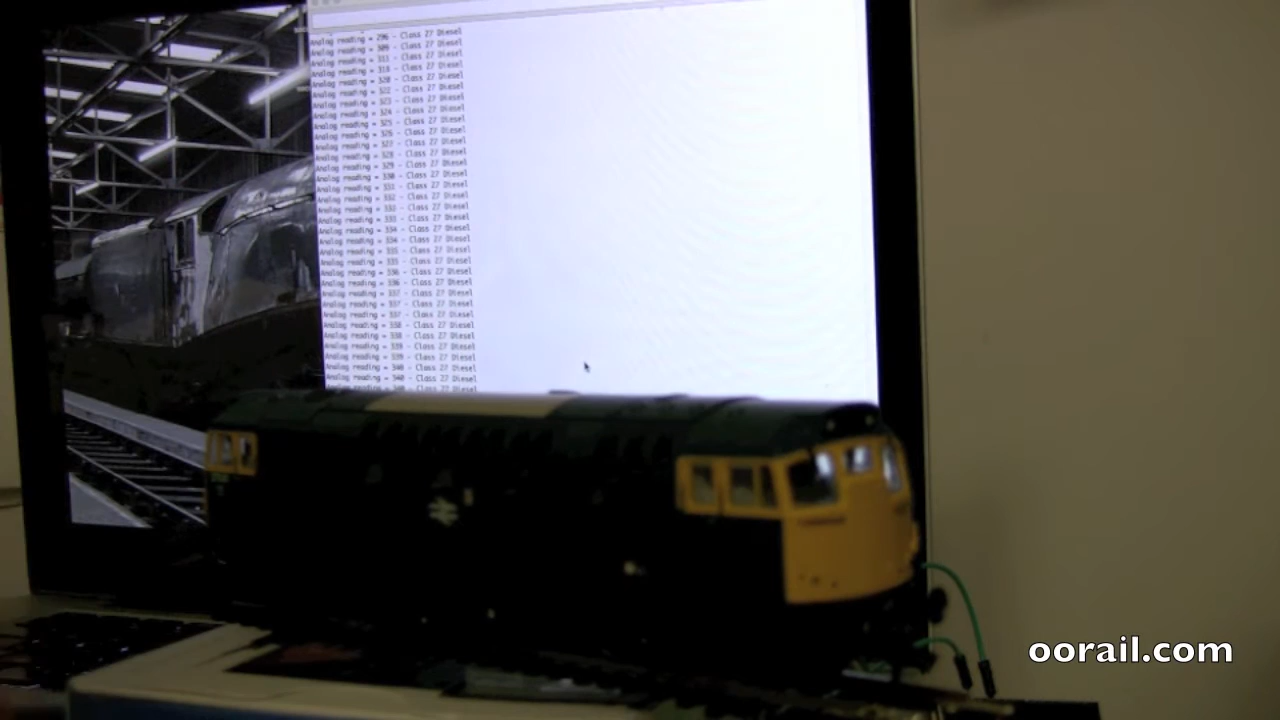 Analog reading = 296 - Class 27 Diesel
Analog reading = 309 - Class 27 Diesel
Analog reading = 311 - Class 27 Diesel
Analog reading = 318 - Class 27 Diesel
Analog reading = 320 - Class 27 Diesel
Analog reading = 322 - Class 27 Diesel
Analog reading = 323 - Class 27 Diesel
Analog reading = 324 - Class 27 Diesel
Analog reading = 325 - Class 27 Diesel
Analog reading = 326 - Class 27 Diesel
Analog reading = 327 - Class 27 Diesel
Analog reading = 328 - Class 27 Diesel
Analog reading = 329 - Class 27 Diesel
Analog reading = 330 - Class 27 Diesel
Analog reading = 331 - Class 27 Diesel
Analog reading = 332 - Class 27 Diesel
Analog reading = 333 - Class 27 Diesel
Analog reading = 333 - Class 27 Diesel
Analog reading = 334 - Class 27 Diesel
Analog reading = 334 - Class 27 Diesel
Analog reading = 335 - Class 27 Diesel
Analog reading = 335 - Class 27 Diesel
Analog reading = 336 - Class 27 Diesel
Analog reading = 336 - Class 27 Diesel
Analog reading = 337 - Class 27 Diesel
Analog reading = 337 - Class 27 Diesel
Analog reading = 337 - Class 27 Diesel
Analog reading = 338 - Class 27 Diesel
Analog reading = 338 - Class 27 Diesel
Analog reading = 339 - Class 27 Diesel
Analog reading = 339 - Class 27 Diesel
Analog reading = 340 - Class 27 Diesel
Analog reading = 340 - Class 27 Diesel
Analog reading = 340 - Class 27 Diesel
oorail.com